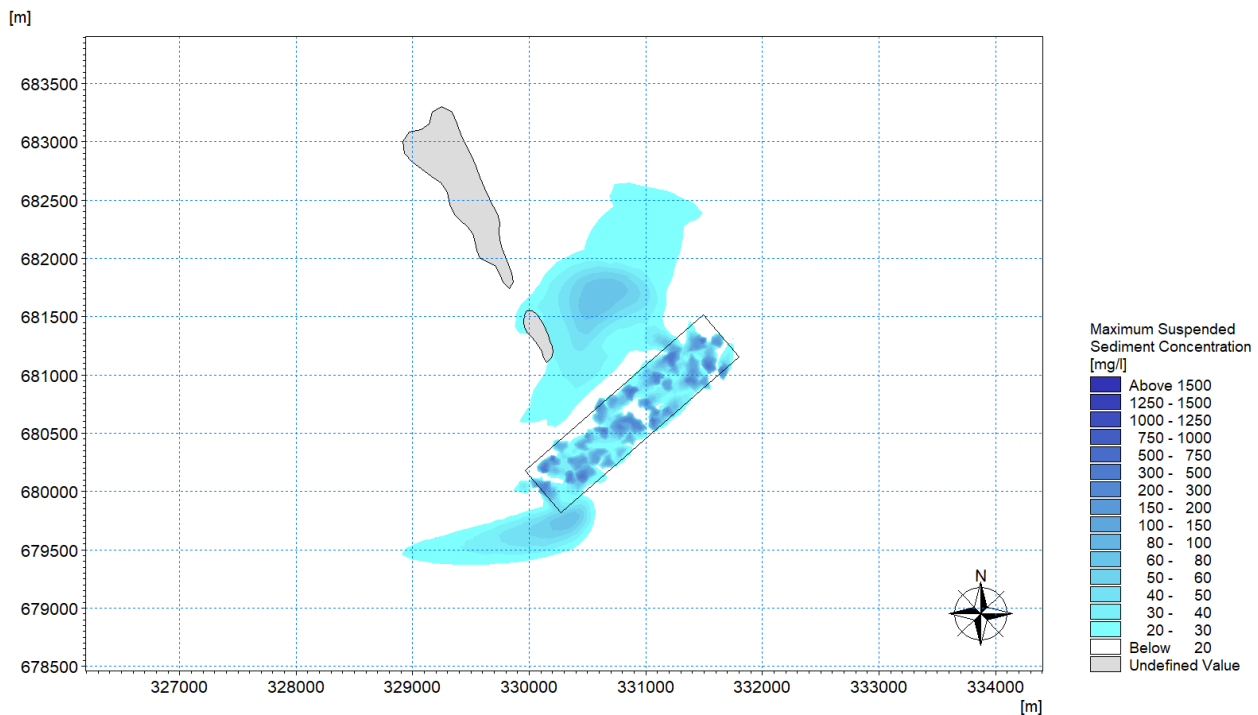 [m]
683500
683000
682500
682000
681500
681000
680500
680000
679500
679000
678500
327000 328000 329000 330000 331000 332000 333000 334000
[m]
N
Maximum Suspended
Sediment Concentration
[mg/l]
Above 1500
1250 - 1500
1000 - 1250
750 - 1000
500 - 750
300 - 500
200 - 300
150 - 200
100 - 150
80 - 100
60 - 80
50 - 60
40 - 50
30 - 40
20 - 30
Below 20
Undefined Value